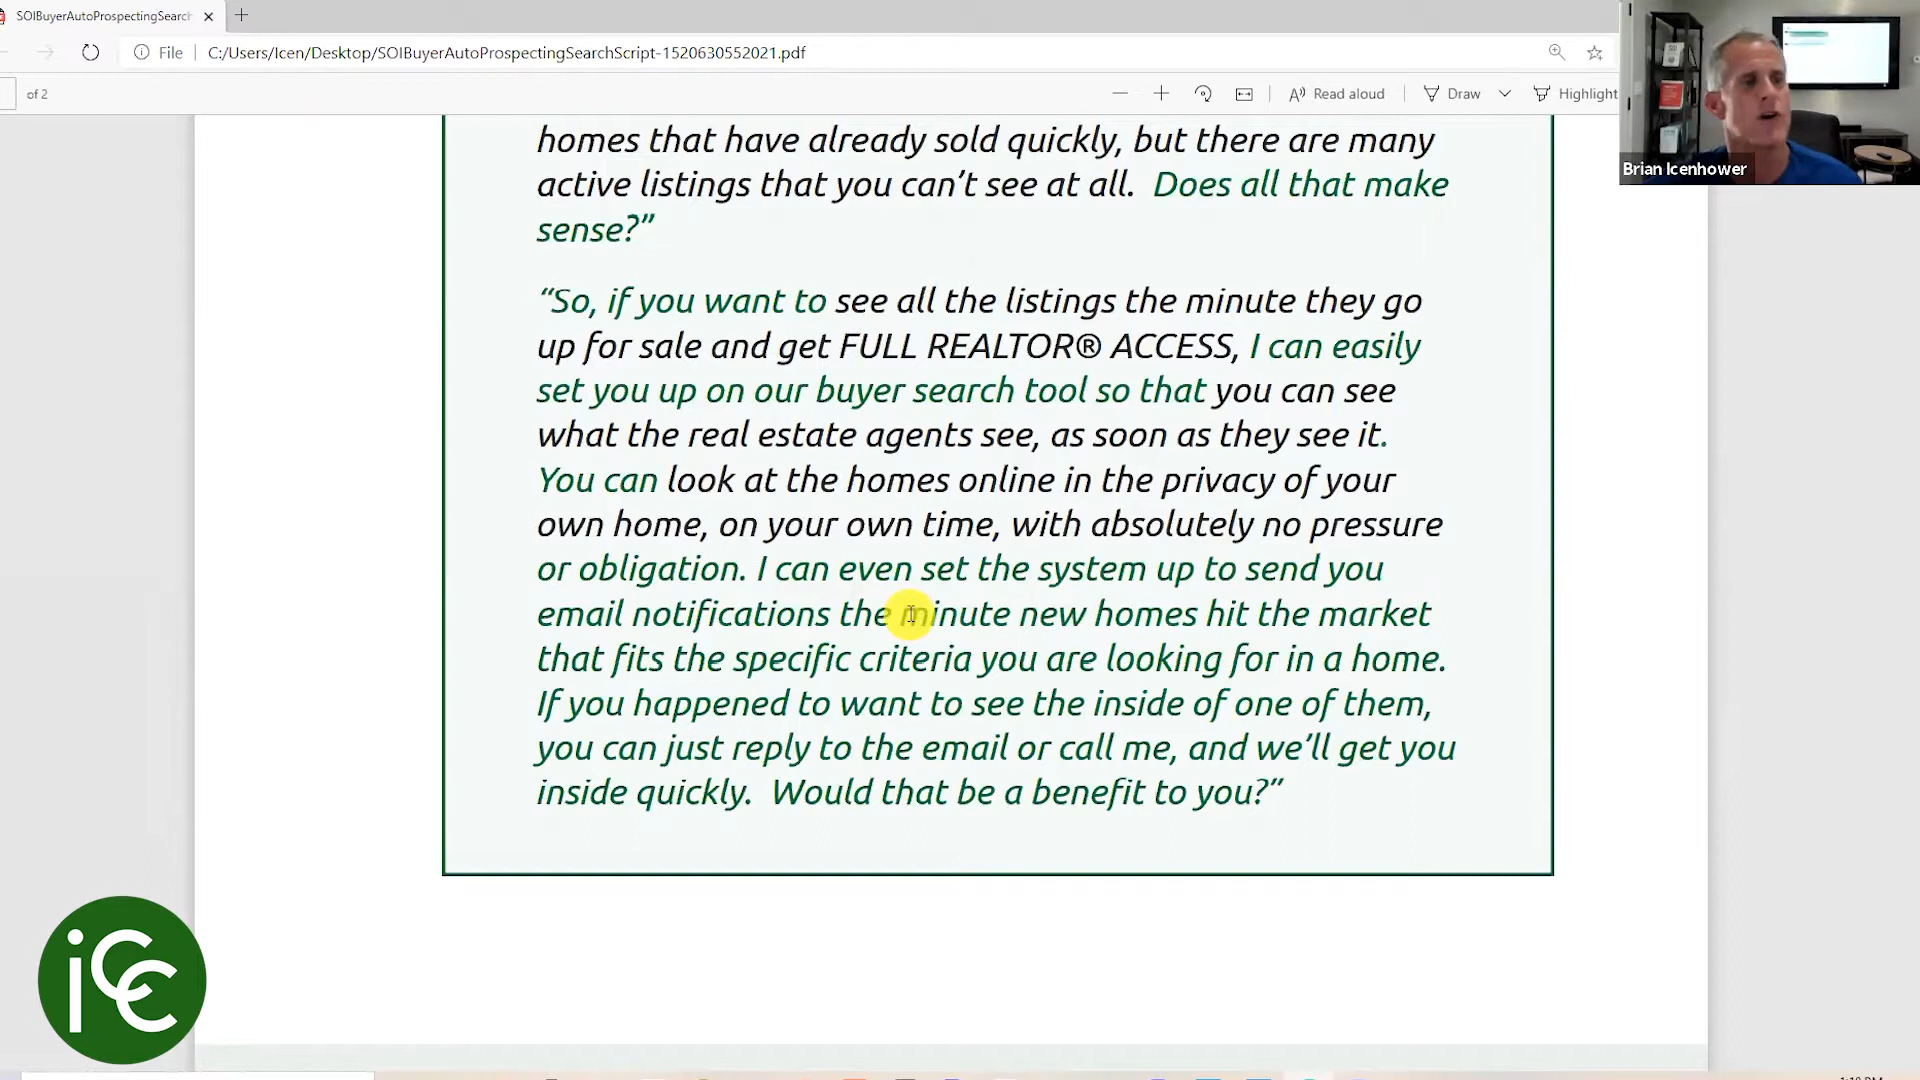 SOIBuyerAutoProspectingSearch
File
C:/Users/Icen/Desktop/SOIBuyerAutoProspectingSearchScript-1520630552021.pdf
of 2
Read aloud
Draw
Highlight
Brian Icenhower
homes that have already sold quickly, but there are many
active listings that you can’t see at all.  Does all that make
sense?”
“So, if you want to see all the listings the minute they go
up for sale and get FULL REALTOR® ACCESS, I can easily
set you up on our buyer search tool so that you can see
what the real estate agents see, as soon as they see it.
You can look at the homes online in the privacy of your
own home, on your own time, with absolutely no pressure
or obligation. I can even set the system up to send you
email notifications the minute new homes hit the market
that fits the specific criteria you are looking for in a home.
If you happened to want to see the inside of one of them,
you can just reply to the email or call me, and we’ll get you
inside quickly.  Would that be a benefit to you?”
icc